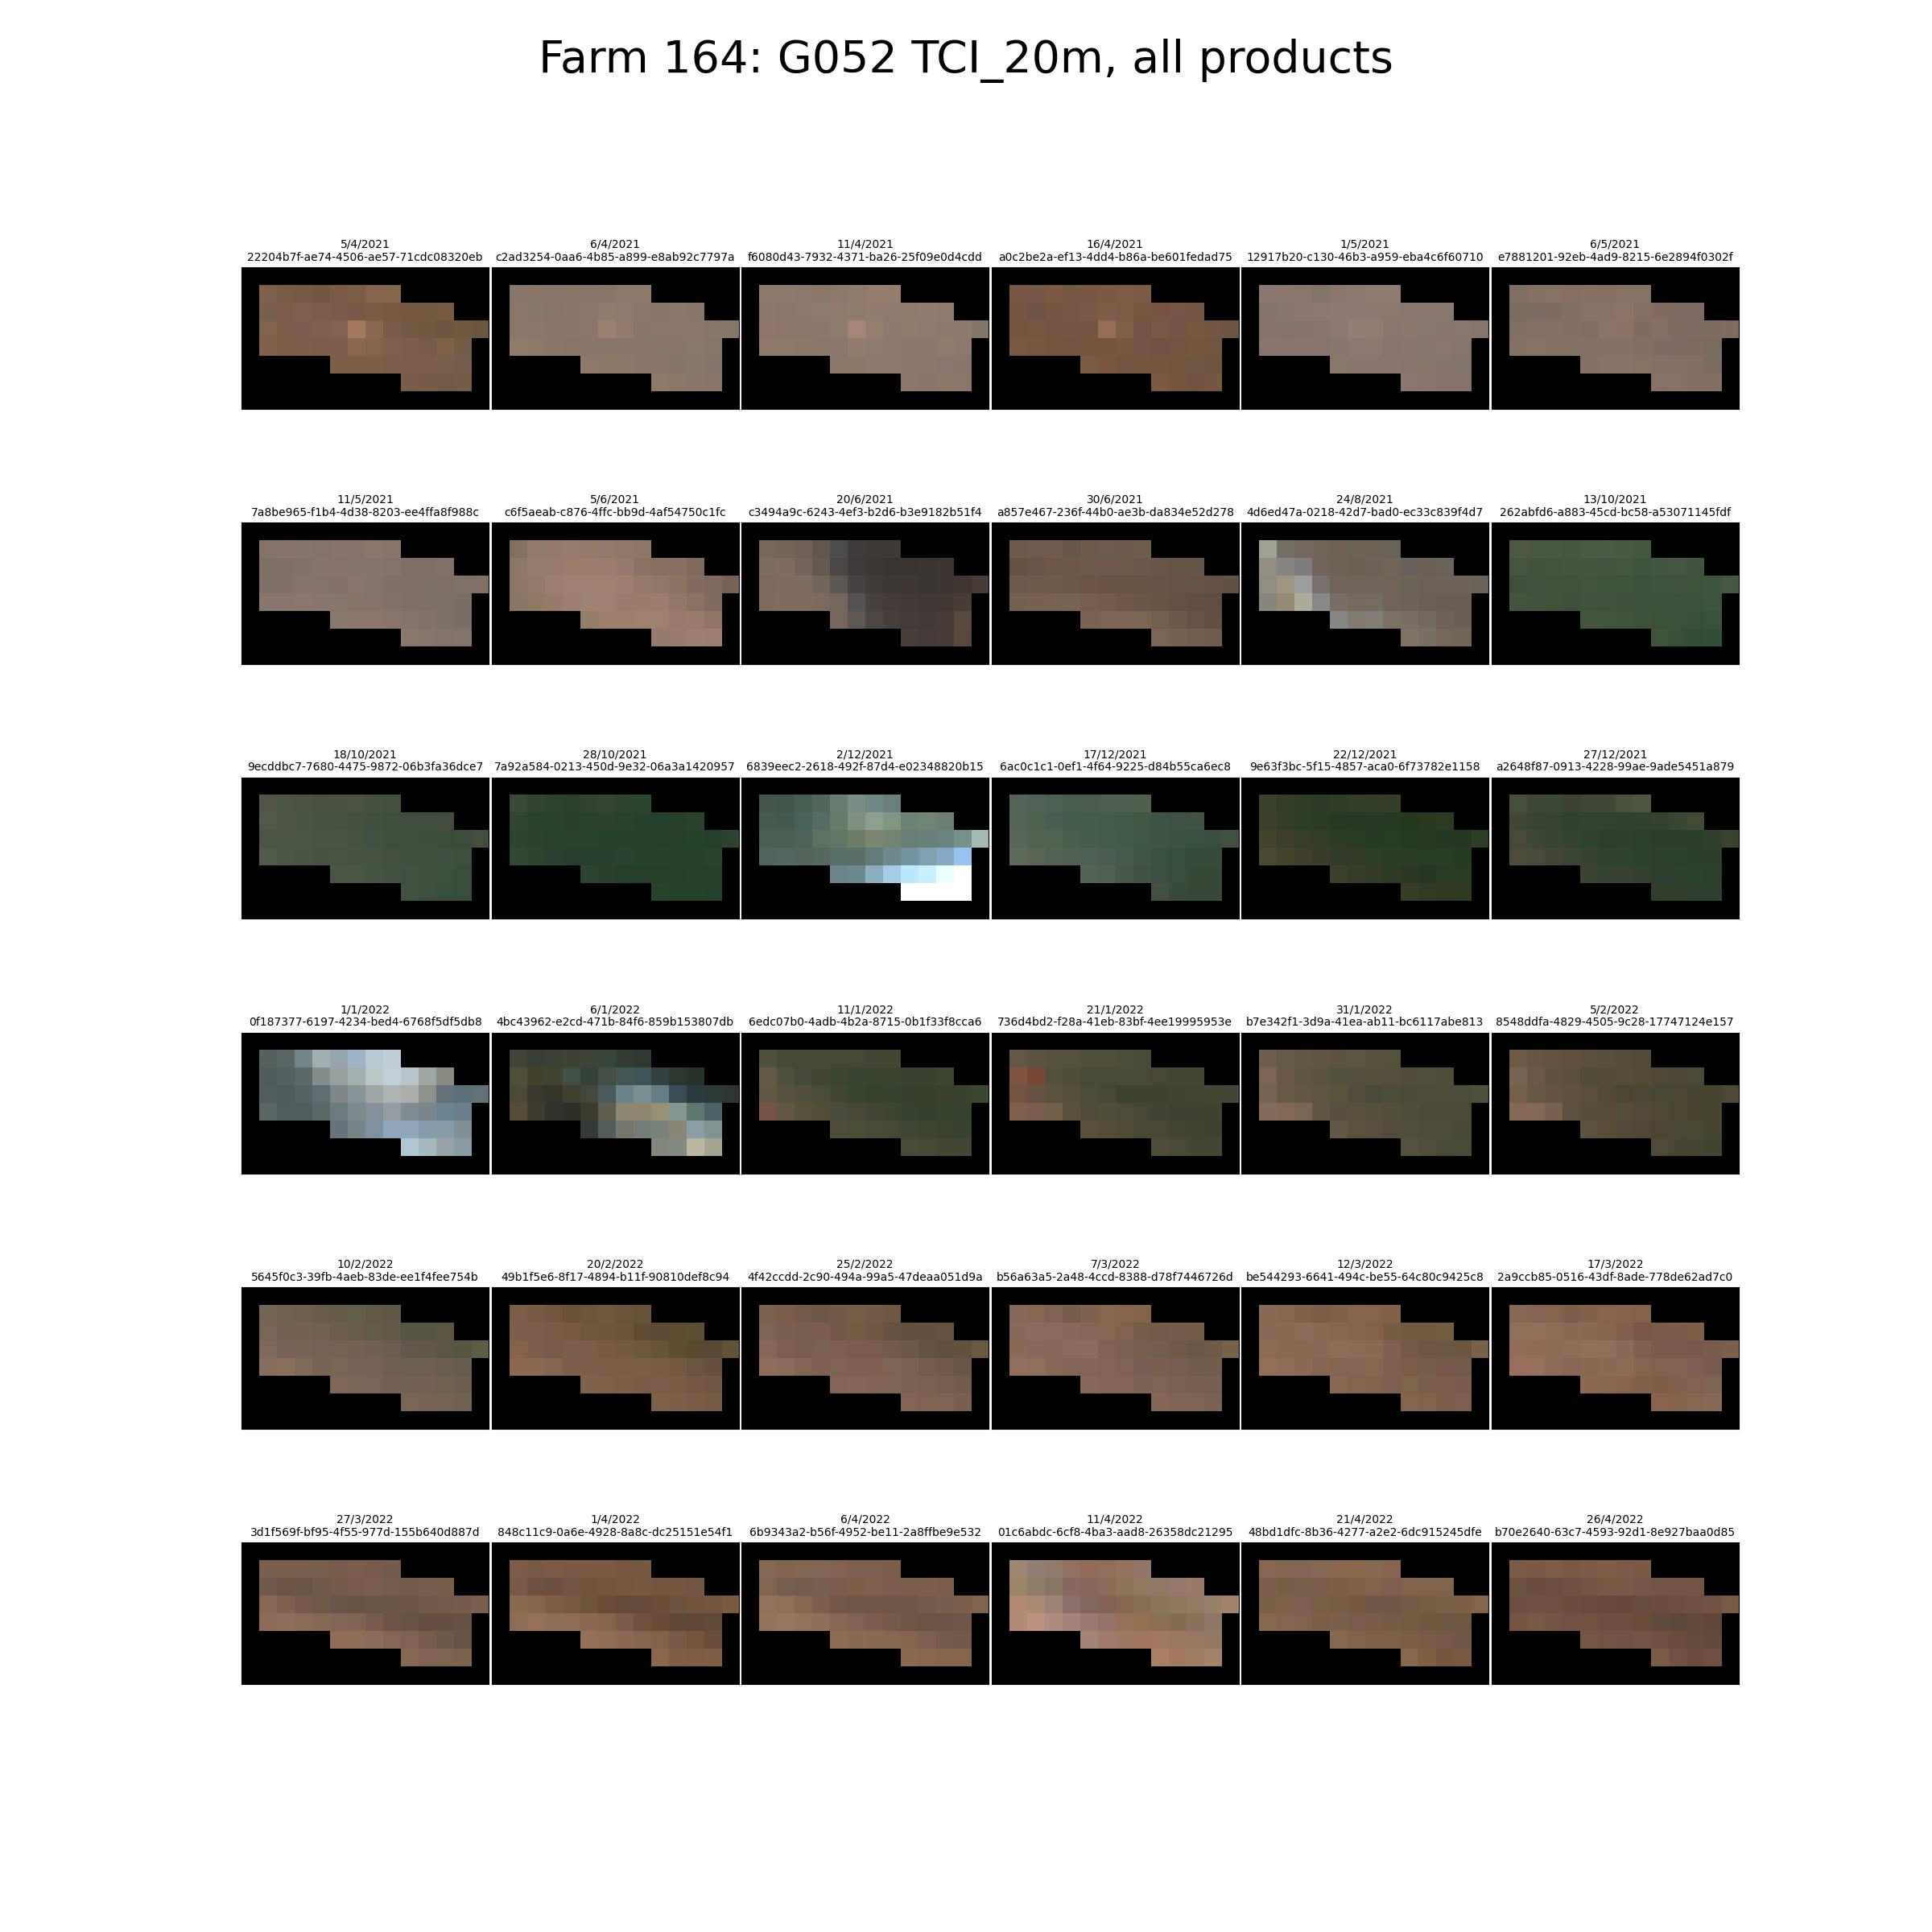 Farm 164: G052 TCI_20m, all products
5/4/2021
22204b7f-ae74-4506-ae57-71cdc08320eb
6/4/2021
c2ad3254-0aa6-4b85-a899-e8ab92c7797a
11/4/2021
f6080d43-7932-4371-ba26-25f09e0d4cdd
16/4/2021
a0c2be2a-ef13-4dd4-b86a-be601fedad75
1/5/2021
12917b20-c130-46b3-a959-eba4c6f60710
6/5/2021
e7881201-92eb-4ad9-8215-6e2894f0302f
11/5/2021
7a8be965-f1b4-4d38-8203-ee4ffa8f988c
5/6/2021
c6f5aeab-c876-4ffc-bb9d-4af54750c1fc
20/6/2021
c3494a9c-6243-4ef3-b2d6-b3e9182b51f4
30/6/2021
a857e467-236f-44b0-ae3b-da834e52d278
24/8/2021
4d6ed47a-0218-42d7-bad0-ec33c839f4d7
13/10/2021
262abfd6-a883-45cd-bc58-a53071145fdf
18/10/2021
9ecddbc7-7680-4475-9872-06b3fa36dce7
28/10/2021
7a92a584-0213-450d-9e32-06a3a1420957
2/12/2021
6839eec2-2618-492f-87d4-e02348820b15
17/12/2021
6ac0c1c1-0ef1-4f64-9225-d84b55ca6ec8
22/12/2021
9e63f3bc-5f15-4857-aca0-6f73782e1158
27/12/2021
a2648f87-0913-4228-99ae-9ade5451a879
1/1/2022
0f187377-6197-4234-bed4-6768f5df5db8
6/1/2022
4bc43962-e2cd-471b-84f6-859b153807db
11/1/2022
6edc07b0-4adb-4b2a-8715-0b1f33f8cca6
21/1/2022
736d4bd2-f28a-41eb-83bf-4ee19995953e
31/1/2022
b7e342f1-3d9a-41ea-ab11-bc6117abe813
5/2/2022
8548ddfa-4829-4505-9c28-17747124e157
10/2/2022
5645f0c3-39fb-4aeb-83de-ee1f4fee754b
20/2/2022
49b1f5e6-8f17-4894-b11f-90810def8c94
25/2/2022
4f42ccdd-2c90-494a-99a5-47deaa051d9a
7/3/2022
b56a63a5-2a48-4ccd-8388-d78f7446726d
12/3/2022
be544293-6641-494c-be55-64c80c9425c8
17/3/2022
2a9ccb85-0516-43df-8ade-778de62ad7c0
27/3/2022
3d1f569f-bf95-4f55-977d-155b640d887d
1/4/2022
848c11c9-0a6e-4928-8a8c-dc25151e54f1
6/4/2022
6b9343a2-b56f-4952-be11-2a8ffbe9e532
11/4/2022
01c6abdc-6cf8-4ba3-aad8-26358dc21295
21/4/2022
48bd1dfc-8b36-4277-a2e2-6dc915245dfe
26/4/2022
b70e2640-63c7-4593-92d1-8e927baa0d85